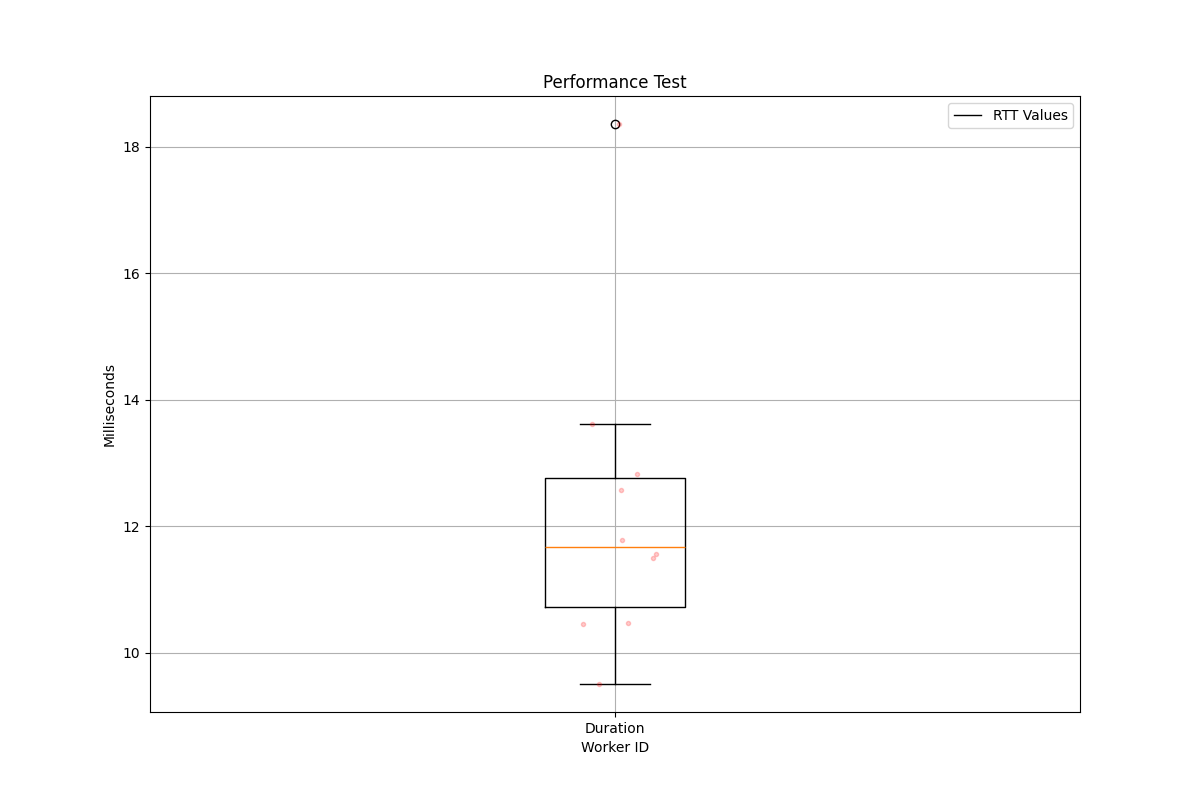 Performance Test
RTT Values
18
16
14
12
10
Milliseconds
Duration
Worker ID